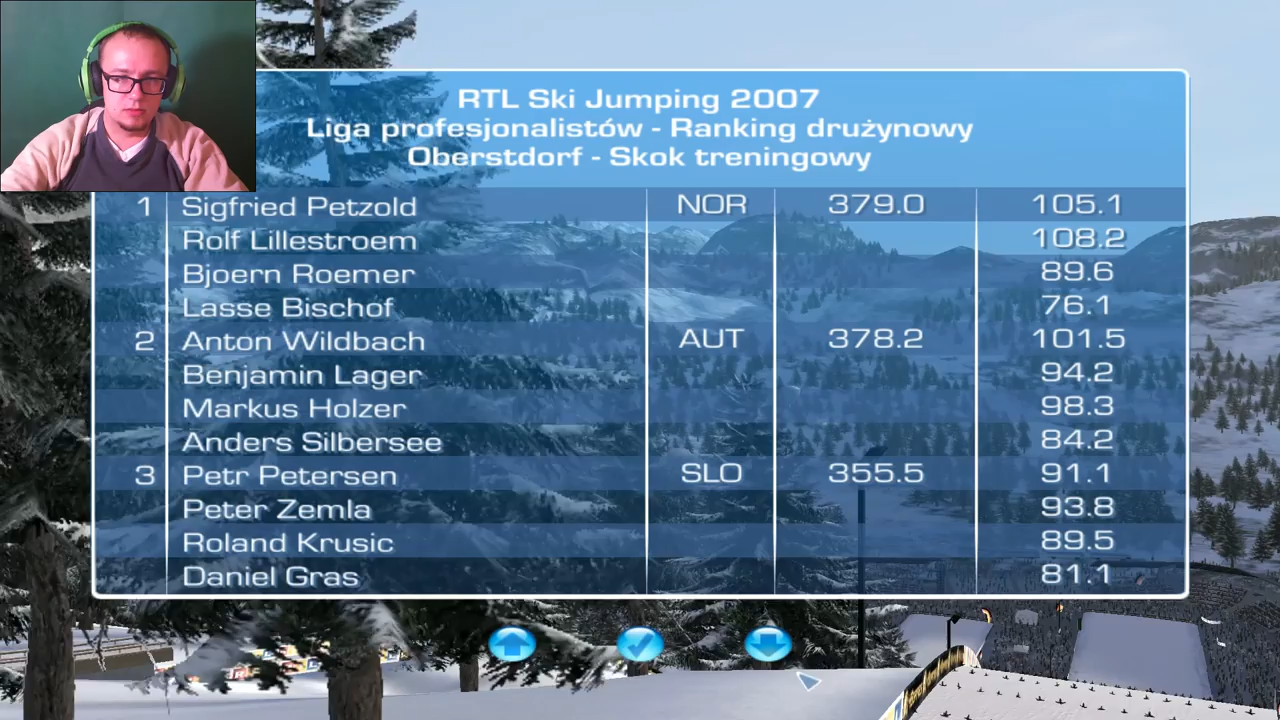 RTL Ski Jumping 2007
Liga profesjonalistów - Ranking drużynowy
Oberstdorf - Skok treningowy
1 Sigfried Petzold NOR 379.0 105.1
Rolf Lillestroem 108.2
Bjoern Roemer 89.6
Lasse Bischof 76.1
2 Anton Wildbach AUT 378.2 101.5
Benjamin Lager 94.2
Markus Holzer 98.3
Anders Silbersee 84.2
3 Petr Petersen SLO 355.5 91.1
Peter Zemla 93.8
Roland Krusic 89.5
Daniel Gras 81.1